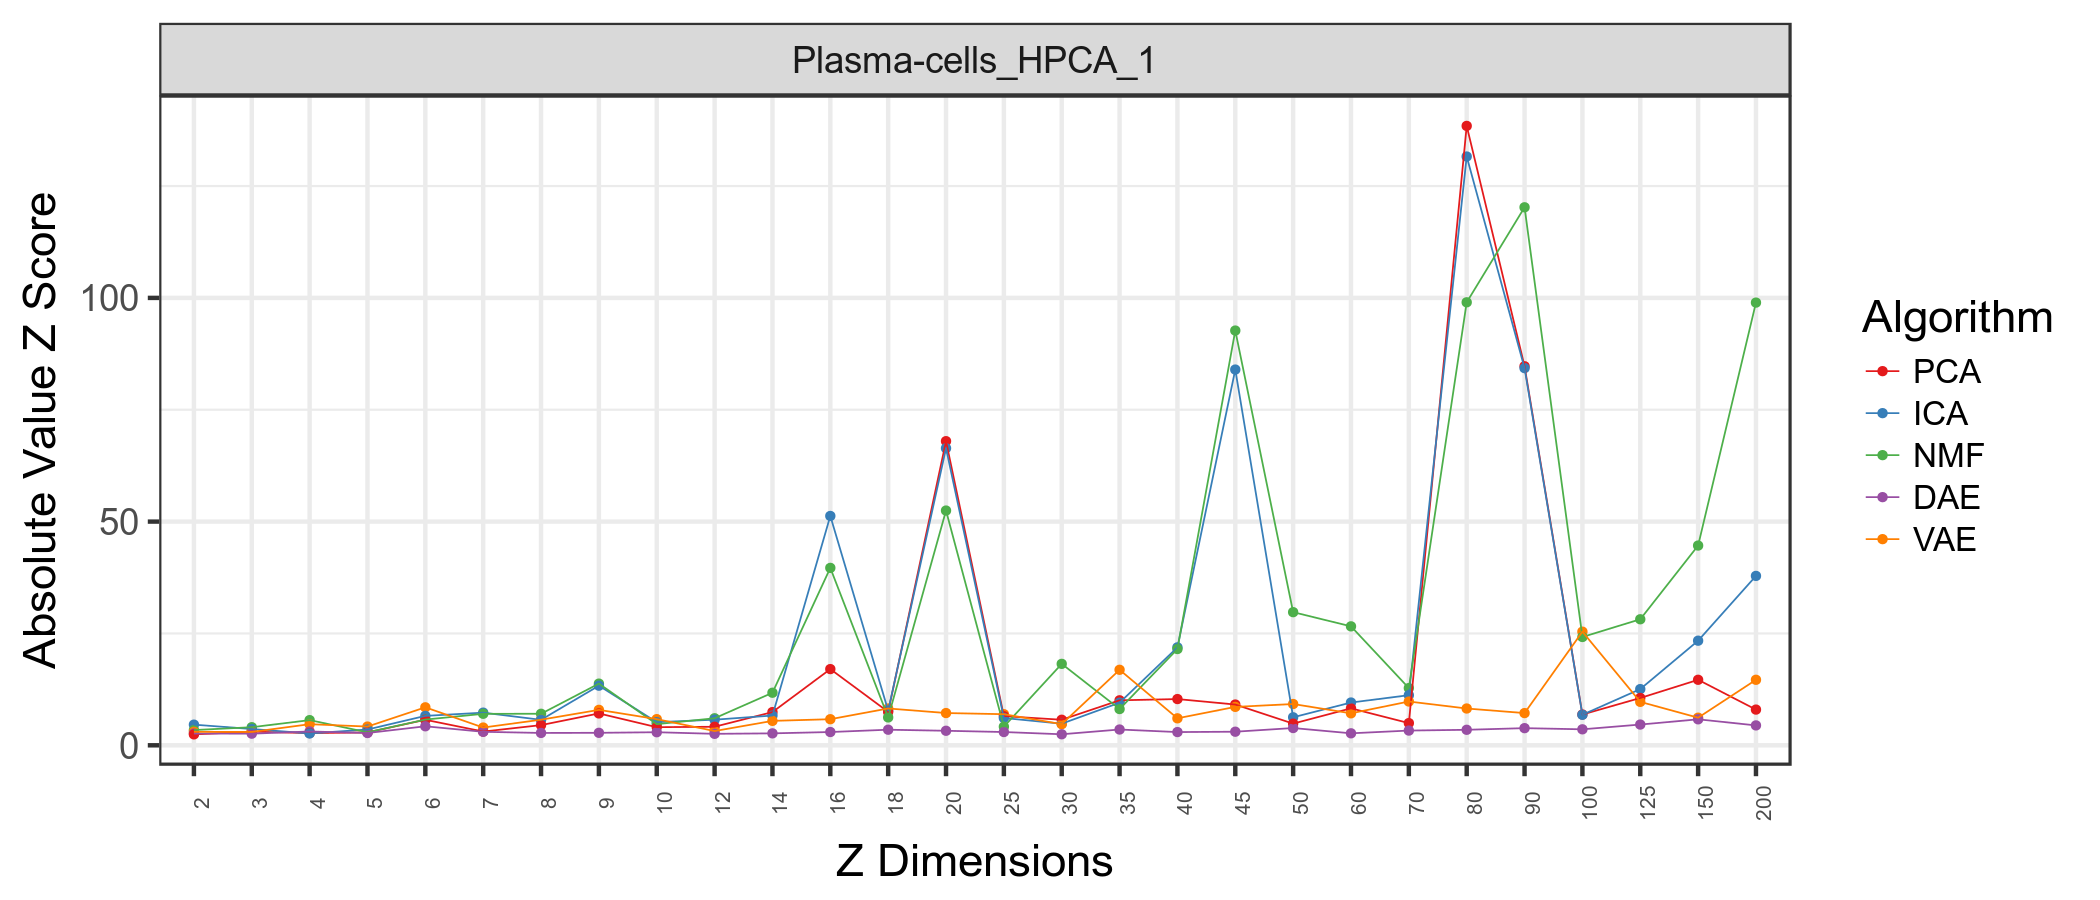 Plasma-cells_HPCA_1
Absolute Value Z Score
100
50
0
2 3 4 5 6 7 8 9 10 12 14 16 18 20 25 30 35 40 45 50 60 70 80 90 100 125 150 200
Z Dimensions
Algorithm
PCA
ICA
NMF
DAE
VAE